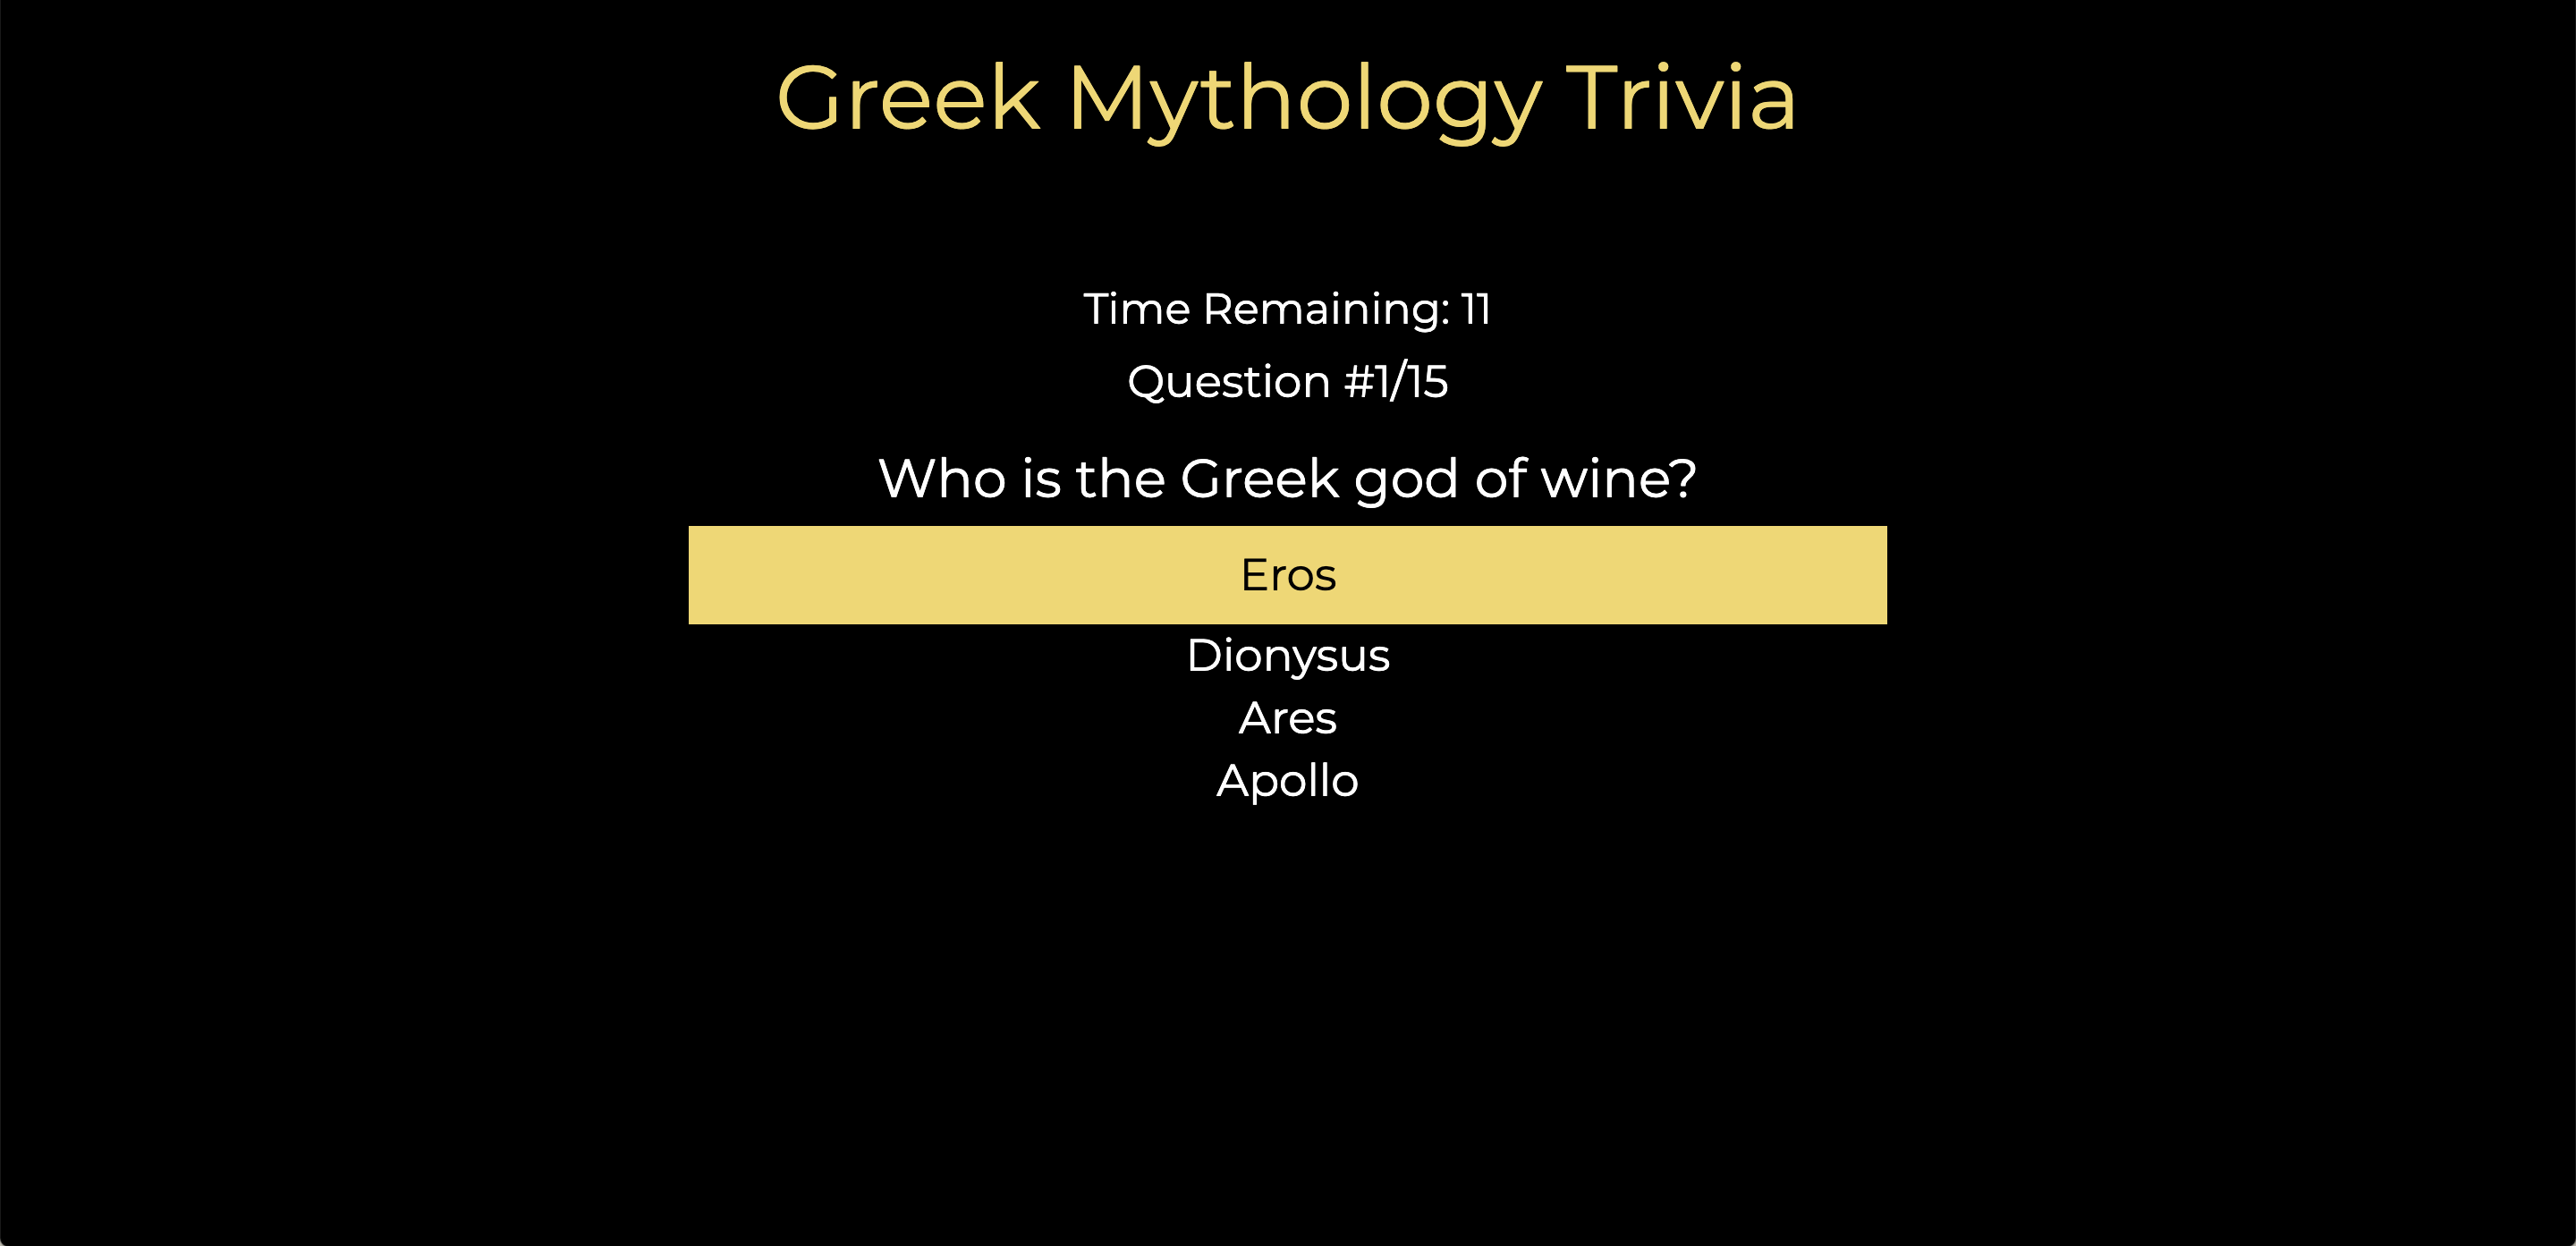 Greek Mythology Trivia
Time Remaining: 11
Question #1/15
Who is the Greek god of wine?
Eros
Dionysus
Ares
Apollo